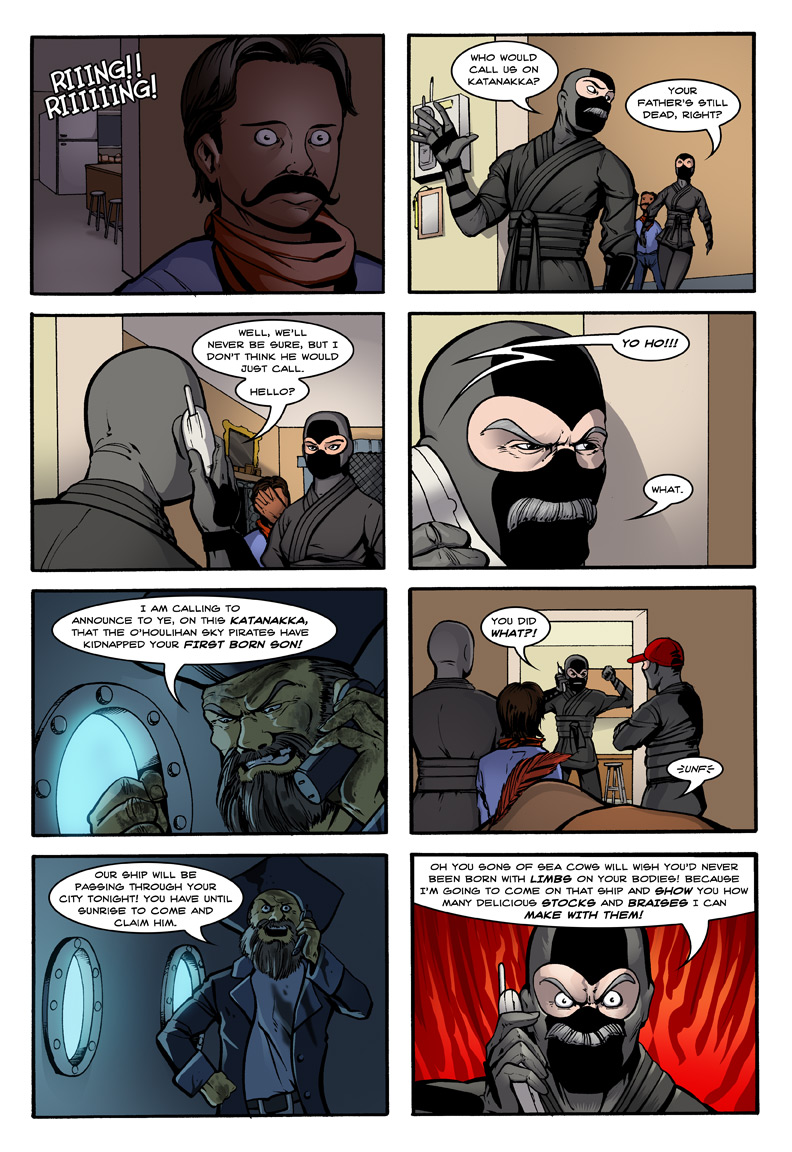 RIIING!!
RIIIIIING!
WHO WOULD
CALL US ON
KATANAKKA?
YOUR
FATHER'S STILL
DEAD, RIGHT?
WELL, WE'LL
NEVER BE SURE, BUT I
DON'T THINK HE WOULD
JUST CALL.
HELLO?
YO HO!!!
WHAT.
I AM CALLING TO
ANNOUNCE TO YE, ON THIS KATANAKKA,
THAT THE O'HOULIHAN SKY PIRATES HAVE
KIDNAPPED YOUR FIRST BORN SON!
YOU DID
WHAT?!
UNF
OUR SHIP WILL BE
PASSING THROUGH YOUR
CITY TONIGHT! YOU HAVE UNTIL
SUNRISE TO COME AND
CLAIM HIM.
OH YOU SONS OF SEA COWS WILL WISH YOU'D NEVER
BEEN BORN WITH LIMBS ON YOUR BODIES! BECAUSE
I'M GOING TO COME ON THAT SHIP AND SHOW YOU HOW
MANY DELICIOUS STOCKS AND BRAISES I CAN
MAKE WITH THEM!